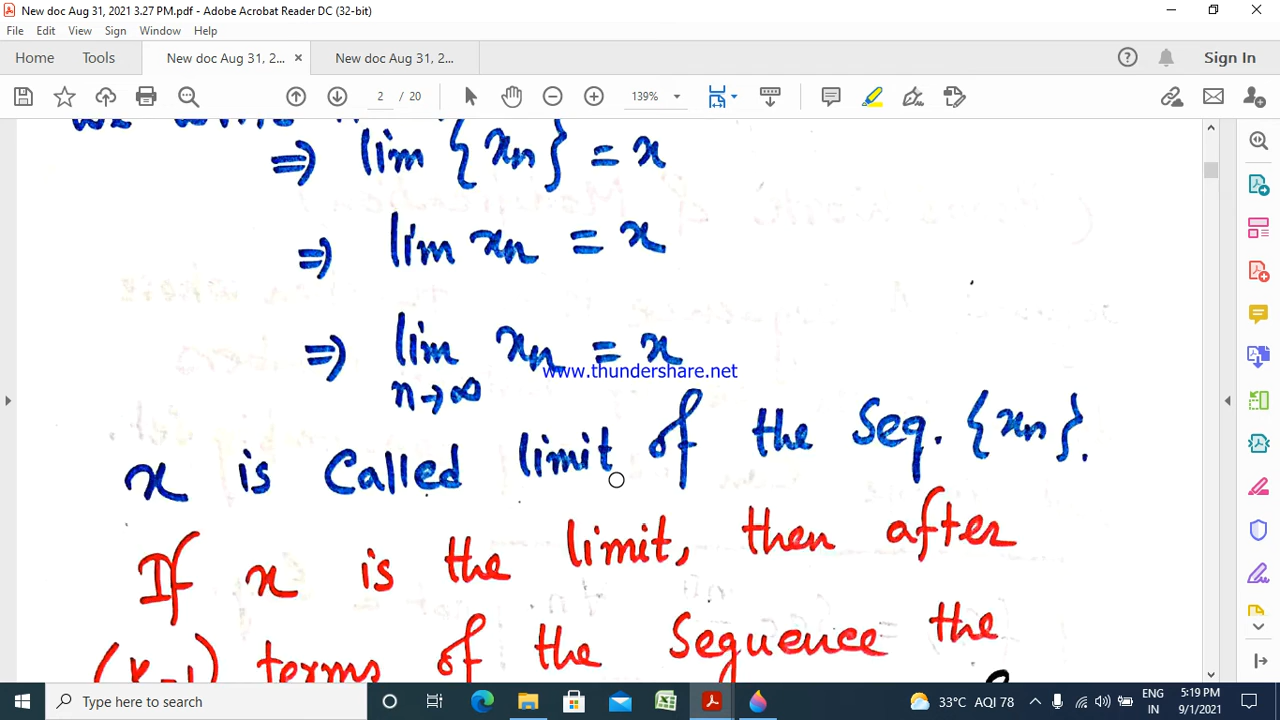 New doc Aug 31, 2021 3.27 PM.pdf - Adobe Acrobat Reader DC (32-bit)
File Edit View Sign Window Help
Home Tools New doc Aug 31, 2... × New doc Aug 31, 2... Sign In
2 / 20 139%
⇒ lim {xn} = x
⇒ lim xn = x
⇒ lim xn = x
n→∞
www.thundershare.net
x is Called limit of the Seq. {xn}.
If x is the limit, then after
terms of the Sequence the
Type here to search
33°C AQI 78
ENG
IN
5:19 PM
9/1/2021